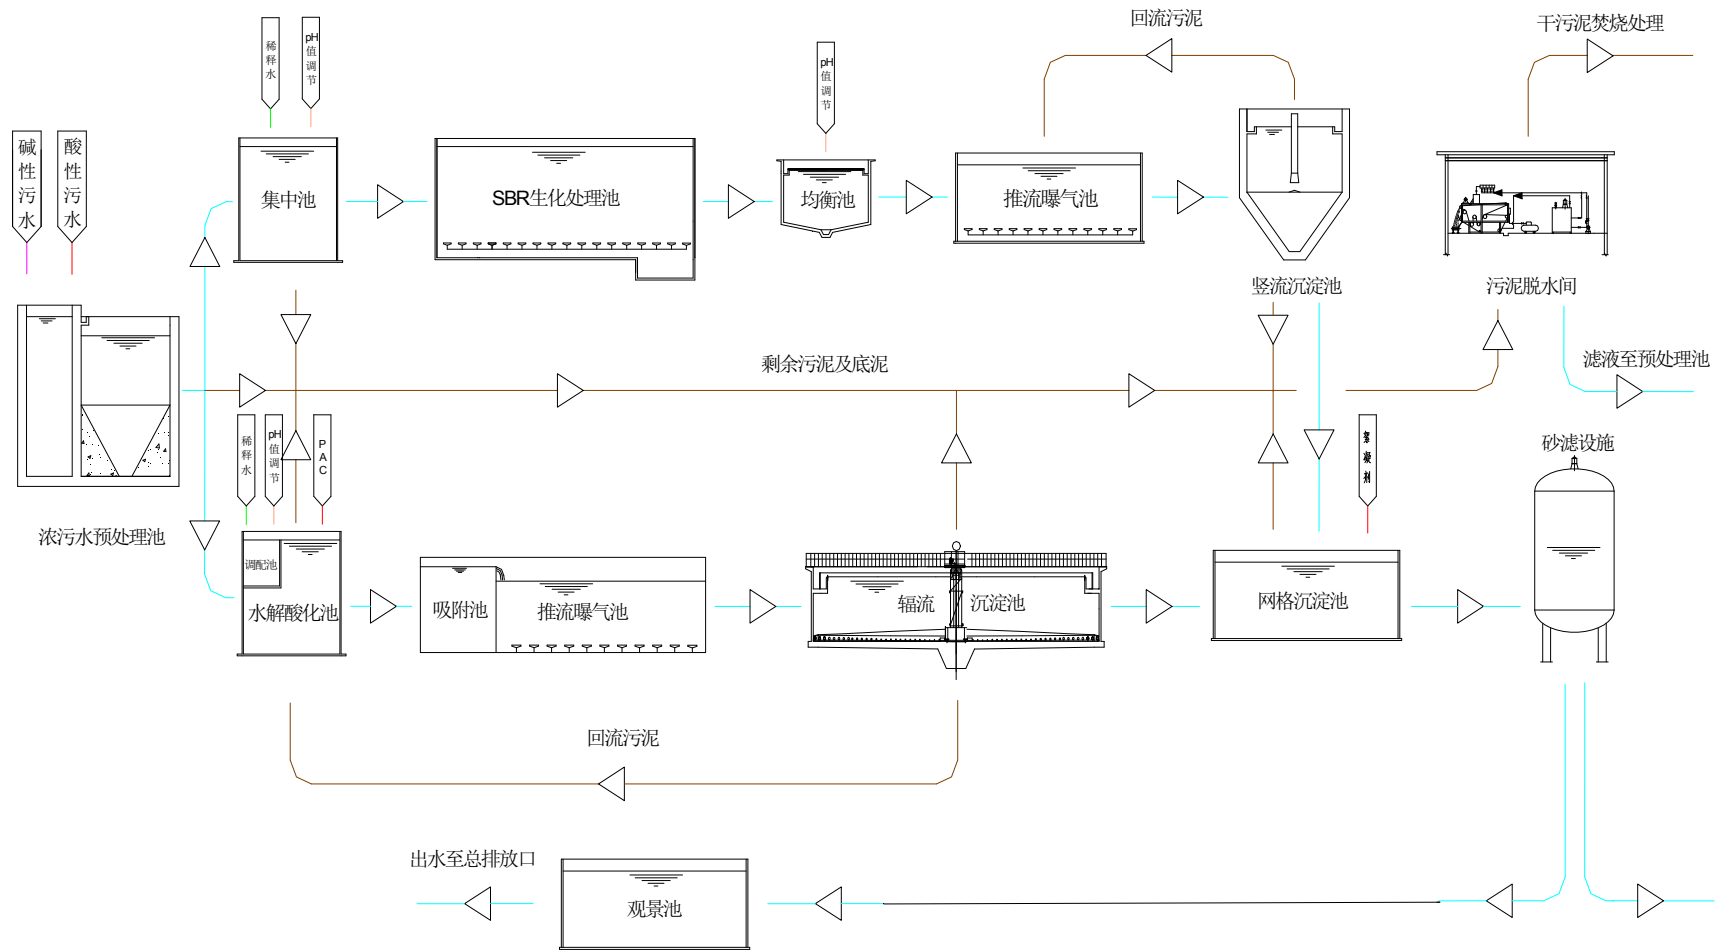 回流污泥
干污泥焚烧处理
稀释水
pH值调节
pH值调节
碱性污水
酸性污水
集中池
SBR生化处理池
均衡池
推流曝气池
竖流沉淀池
污泥脱水间
剩余污泥及底泥
滤液至预处理池
稀释水
pH值调节
PAC
絮凝剂
砂滤设施
浓污水预处理池
调配池
水解酸化池
吸附池
推流曝气池
辐流 沉淀池
网格沉淀池
回流污泥
出水至总排放口
观景池